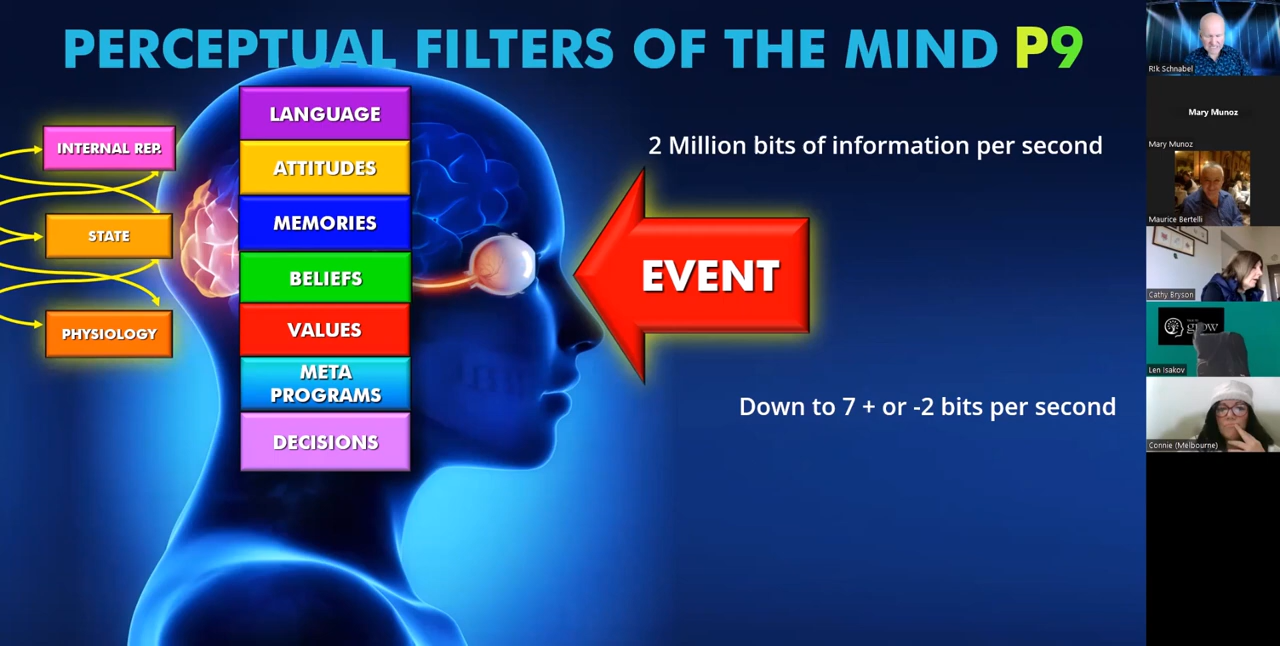 PERCEPTUAL FILTERS OF THE MIND P9
LANGUAGE
ATTITUDES
MEMORIES
BELIEFS
VALUES
META
PROGRAMS
DECISIONS
INTERNAL REP.
STATE
PHYSIOLOGY
2 Million bits of information per second
EVENT
Down to 7 + or -2 bits per second
R!k Schnabel
Mary Munoz
Mary Munoz
Maurice Bertelli
Cathy Bryson
grow
Len Isakov
Connie (Melbourne)